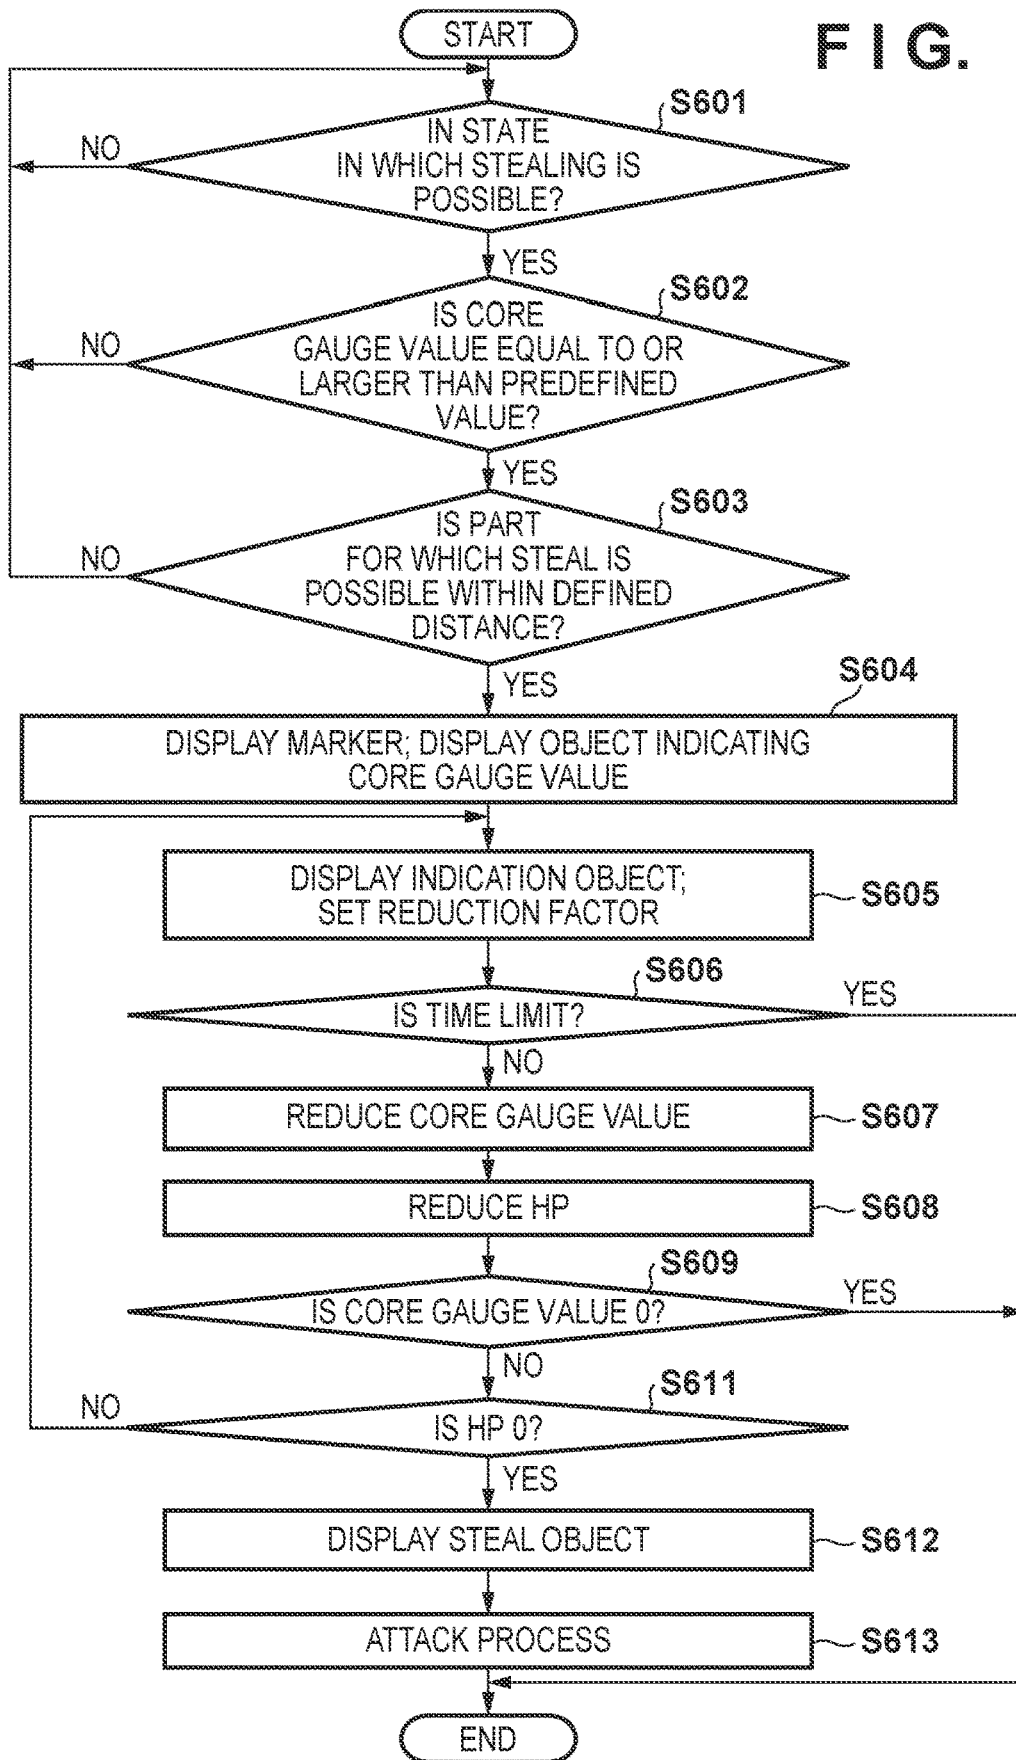 START
F I G.
S601
IN STATE
IN WHICH STEALING IS
POSSIBLE?
NO
YES
S602
IS CORE
GAUGE VALUE EQUAL TO OR
LARGER THAN PREDEFINED
VALUE?
NO
YES
S603
IS PART
FOR WHICH STEAL IS
POSSIBLE WITHIN DEFINED
DISTANCE?
NO
YES
S604
DISPLAY MARKER; DISPLAY OBJECT INDICATING
CORE GAUGE VALUE
DISPLAY INDICATION OBJECT;
SET REDUCTION FACTOR
S605
S606
IS TIME LIMIT?
YES
NO
REDUCE CORE GAUGE VALUE
S607
REDUCE HP
S608
S609
IS CORE GAUGE VALUE 0?
YES
NO
S611
IS HP 0?
NO
YES
DISPLAY STEAL OBJECT
S612
ATTACK PROCESS
S613
END